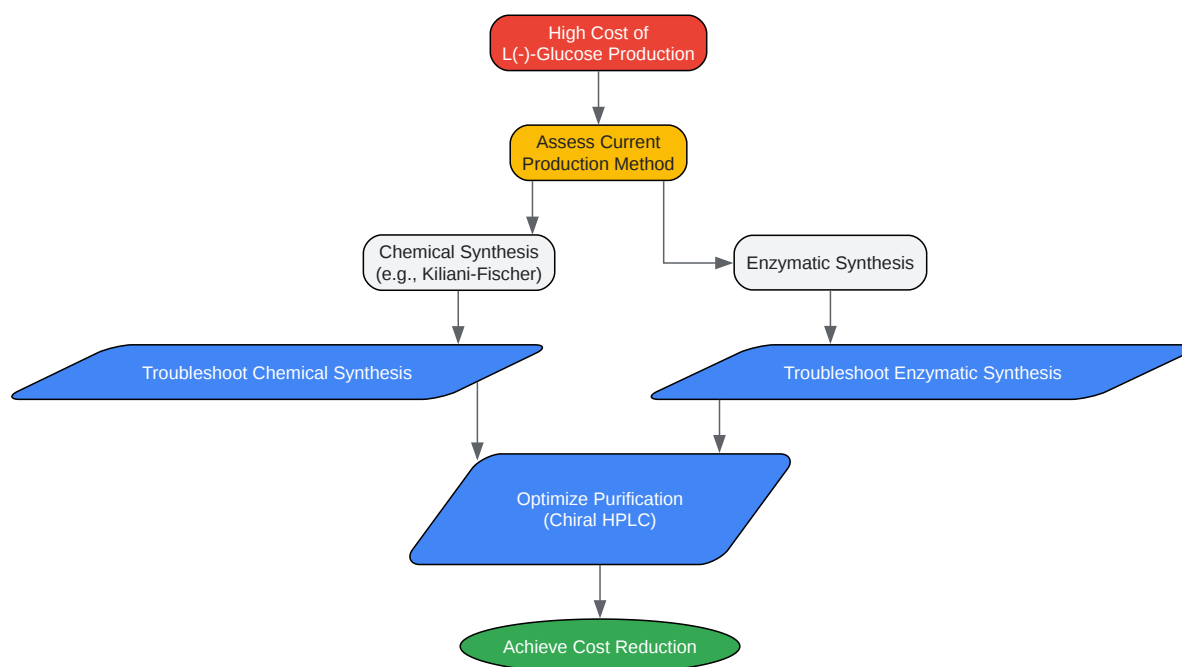 High Cost of
L(-)-Glucose Production
Assess Current
Production Method
Chemical Synthesis
(e.g., Kiliani-Fischer)
Enzymatic Synthesis
Troubleshoot Chemical Synthesis
Troubleshoot Enzymatic Synthesis
Optimize Purification
(Chiral HPLC)
Achieve Cost Reduction